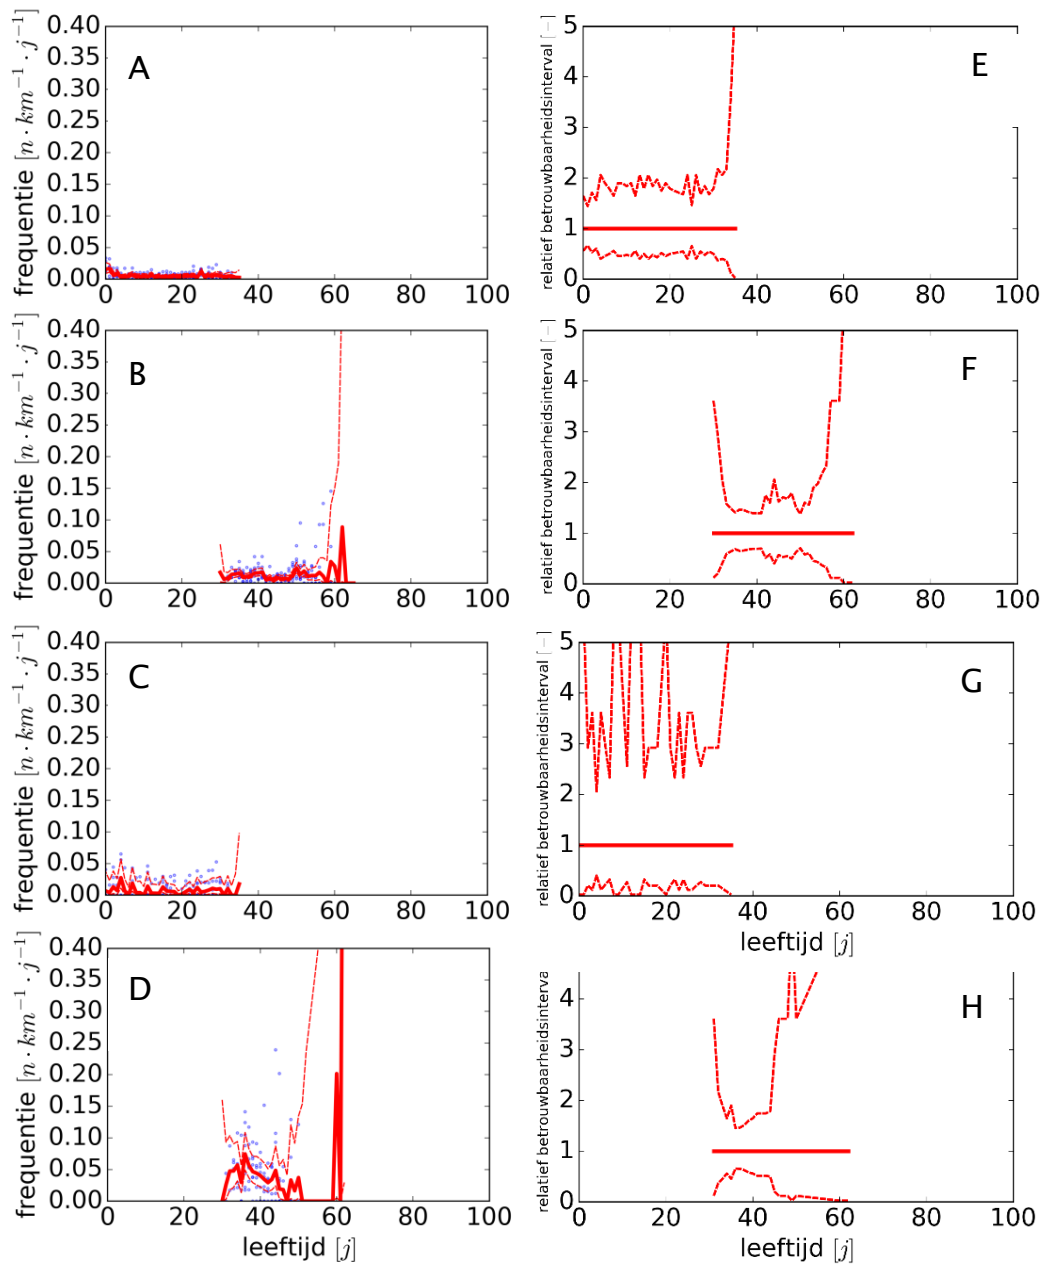 frequentie [n · km⁻¹ · j⁻¹]
0.40
0.35
0.30
0.25
0.20
0.15
0.10
0.05
0.00
A
0 20 40 60 80 100
relatief betrouwbaarheidsinterval [−]
5
4
3
2
1
0
E
0 20 40 60 80 100
frequentie [n · km⁻¹ · j⁻¹]
0.40
0.35
0.30
0.25
0.20
0.15
0.10
0.05
0.00
B
0 20 40 60 80 100
relatief betrouwbaarheidsinterval [−]
5
4
3
2
1
0
F
0 20 40 60 80 100
frequentie [n · km⁻¹ · j⁻¹]
0.40
0.35
0.30
0.25
0.20
0.15
0.10
0.05
0.00
C
0 20 40 60 80 100
relatief betrouwbaarheidsinterval [−]
5
4
3
2
1
0
G
0 20 40 60 80 100
leeftijd [j]
frequentie [n · km⁻¹ · j⁻¹]
0.40
0.35
0.30
0.25
0.20
0.15
0.10
0.05
0.00
D
0 20 40 60 80 100
leeftijd [j]
relatief betrouwbaarheidsinterva
4
3
2
1
0
H
0 20 40 60 80 100
leeftijd [j]